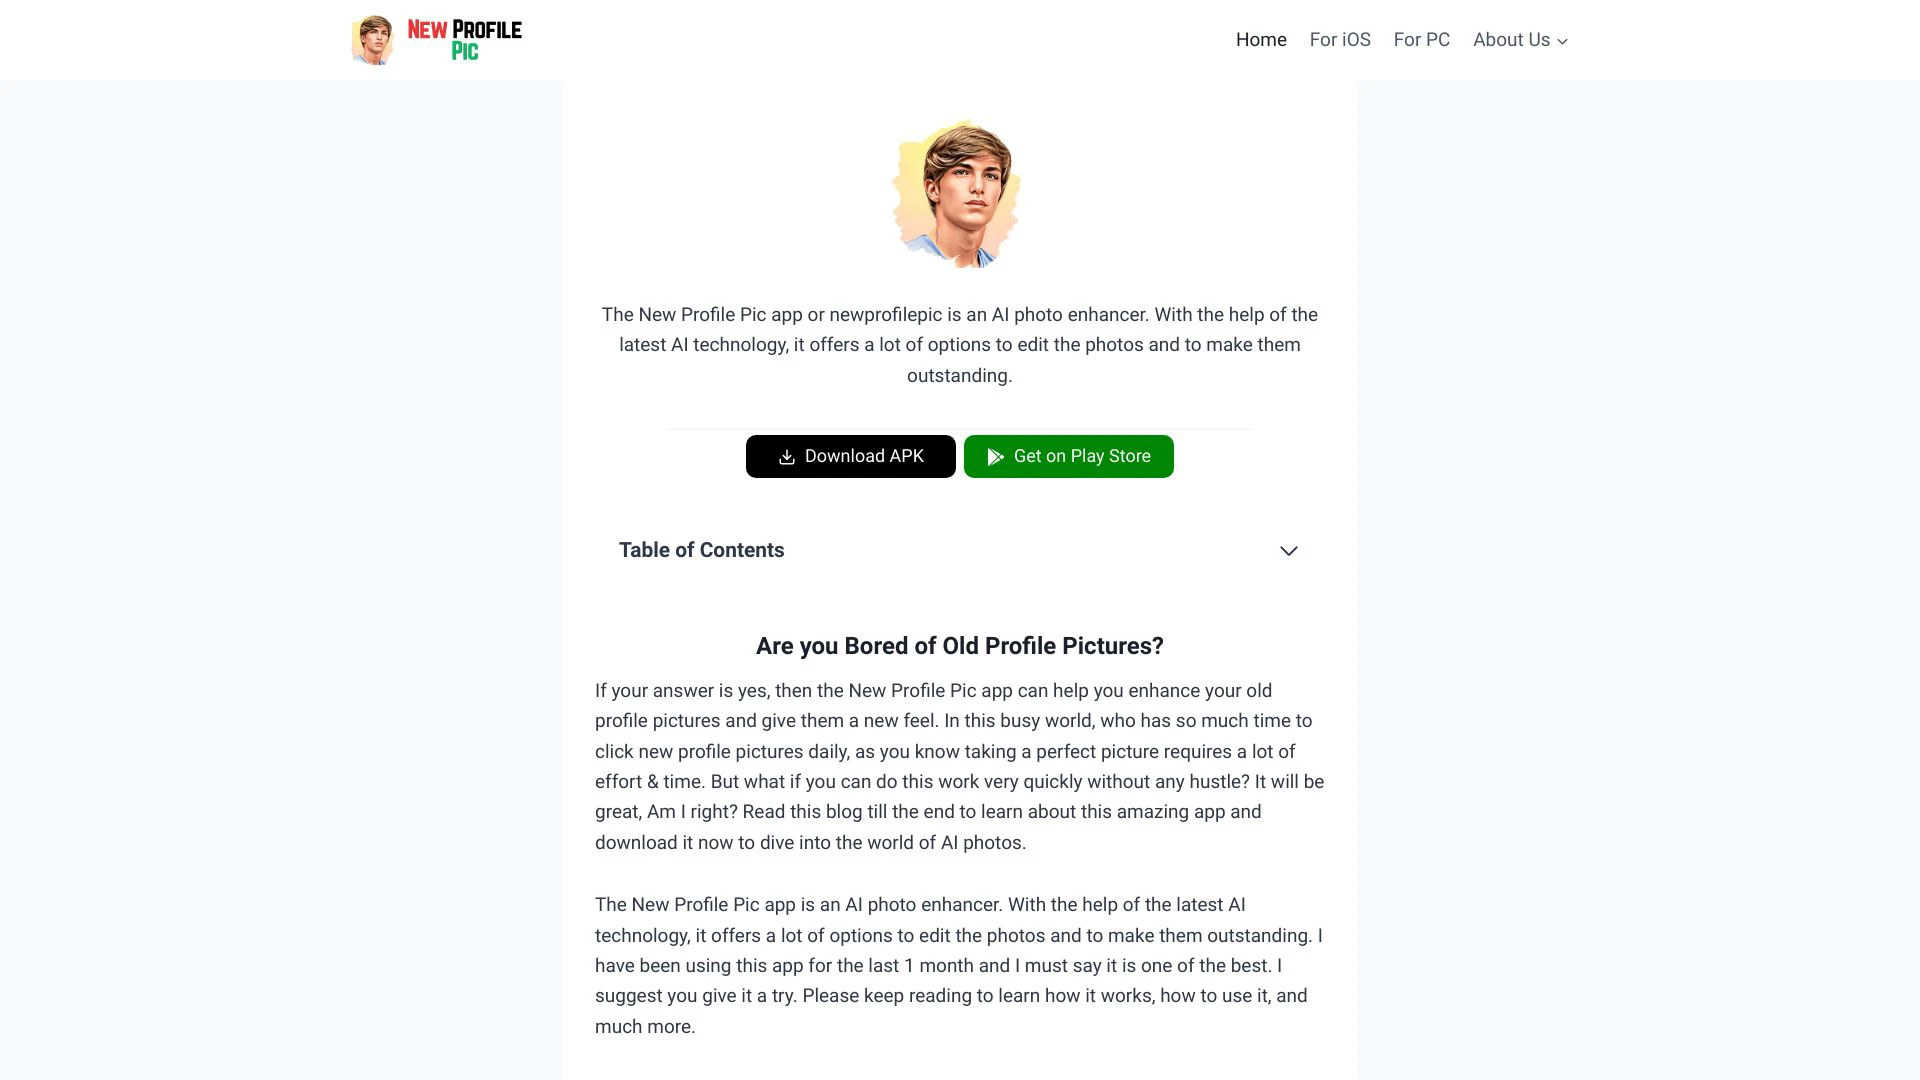 NEW PROFILE
PIC
Home
For iOS
For PC
About Us
The New Profile Pic app or newprofilepic is an AI photo enhancer. With the help of the
latest AI technology, it offers a lot of options to edit the photos and to make them
outstanding.
Download APK
Get on Play Store
Table of Contents
Are you Bored of Old Profile Pictures?
If your answer is yes, then the New Profile Pic app can help you enhance your old
profile pictures and give them a new feel. In this busy world, who has so much time to
click new profile pictures daily, as you know taking a perfect picture requires a lot of
effort & time. But what if you can do this work very quickly without any hustle? It will be
great, Am I right? Read this blog till the end to learn about this amazing app and
download it now to dive into the world of AI photos.
The New Profile Pic app is an AI photo enhancer. With the help of the latest AI
technology, it offers a lot of options to edit the photos and to make them outstanding. I
have been using this app for the last 1 month and I must say it is one of the best. I
suggest you give it a try. Please keep reading to learn how it works, how to use it, and
much more.